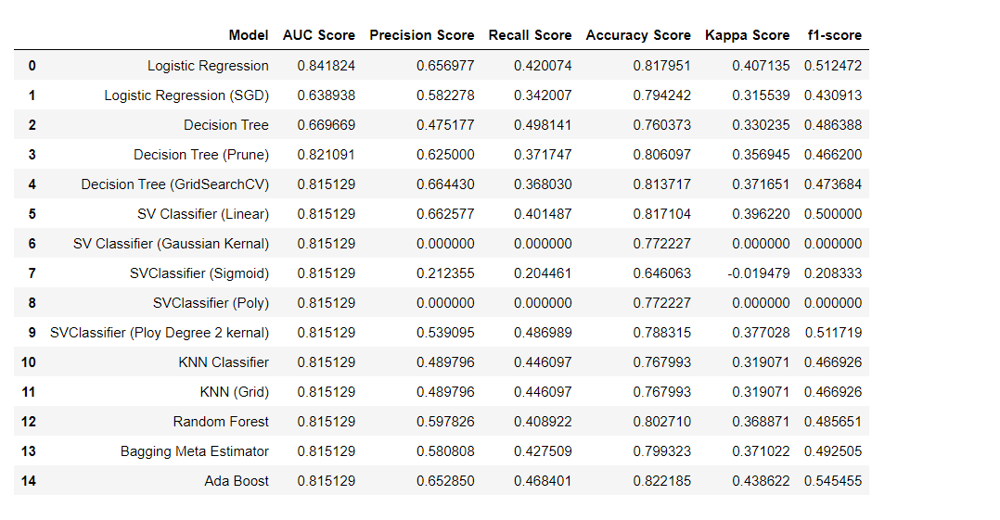 Model AUC Score Precision Score Recall Score Accuracy Score Kappa Score f1-score
0 Logistic Regression 0.841824 0.656977 0.420074 0.817951 0.407135 0.512472
1 Logistic Regression (SGD) 0.638938 0.582278 0.342007 0.794242 0.315539 0.430913
2 Decision Tree 0.669669 0.475177 0.498141 0.760373 0.330235 0.486388
3 Decision Tree (Prune) 0.821091 0.625000 0.371747 0.806097 0.356945 0.466200
4 Decision Tree (GridSearchCV) 0.815129 0.664430 0.368030 0.813717 0.371651 0.473684
5 SV Classifier (Linear) 0.815129 0.662577 0.401487 0.817104 0.396220 0.500000
6 SV Classifier (Gaussian Kernal) 0.815129 0.000000 0.000000 0.772227 0.000000 0.000000
7 SVClassifier (Sigmoid) 0.815129 0.212355 0.204461 0.646063 -0.019479 0.208333
8 SVClassifier (Poly) 0.815129 0.000000 0.000000 0.772227 0.000000 0.000000
9 SVClassifier (Ploy Degree 2 kernal) 0.815129 0.539095 0.486989 0.788315 0.377028 0.511719
10 KNN Classifier 0.815129 0.489796 0.446097 0.767993 0.319071 0.466926
11 KNN (Grid) 0.815129 0.489796 0.446097 0.767993 0.319071 0.466926
12 Random Forest 0.815129 0.597826 0.408922 0.802710 0.368871 0.485651
13 Bagging Meta Estimator 0.815129 0.580808 0.427509 0.799323 0.371022 0.492505
14 Ada Boost 0.815129 0.652850 0.468401 0.822185 0.438622 0.545455